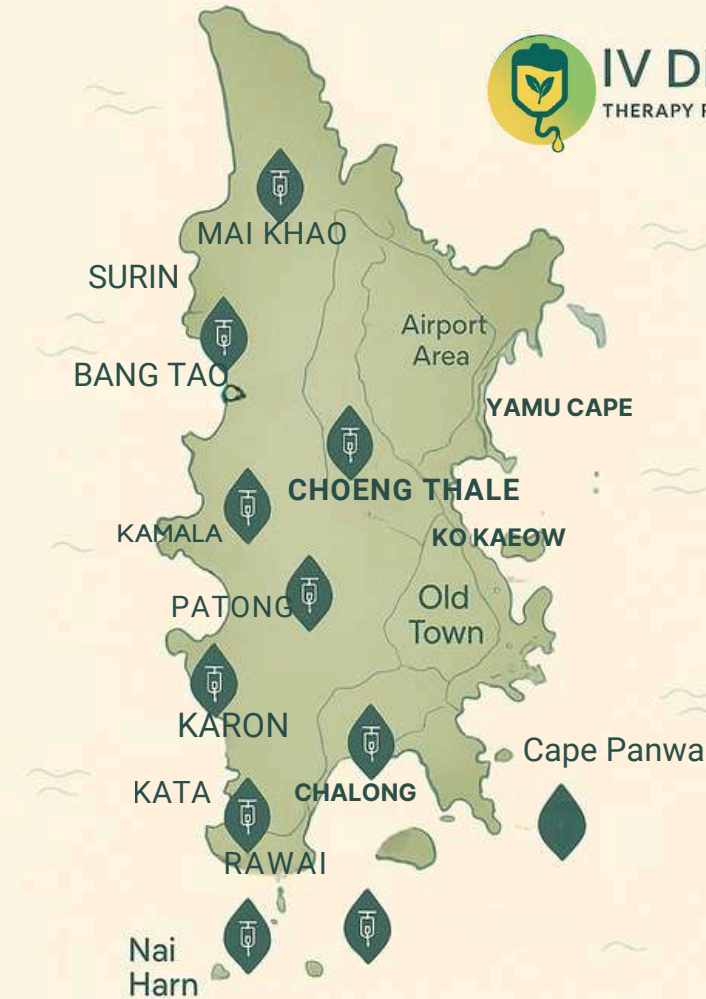 IV
THERAPY
MAI KHAO
SURIN
Airport
Area
BANG TAO
YAMU CAPE
CHOENG THALE
KAMALA
KO KAEOW
PATONG
Old
Town
KARON
Cape Panwa
KATA
CHALONG
RAWAI
Nai
Harn